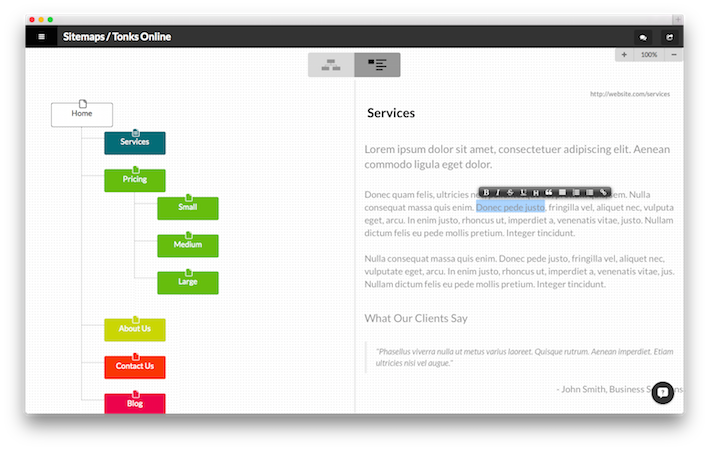 Sitemaps / Tonks Online
100%
Home
Services
Pricing
Small
Medium
Large
About Us
Contact Us
Blog
http://website.com/services
Services
Lorem ipsum dolor sit amet, consectetuer adipiscing elit. Aenean
commodo ligula eget dolor.
B I S U H
Donec quam felis, ultricies ne em. Nulla
consequat massa quis enim. Donec pede justo, fringilla vel, aliquet nec, vulputa
eget, arcu. In enim justo, rhoncus ut, imperdiet a, venenatis vitae, justo. Nullam
dictum felis eu pede mollis pretium. Integer tincidunt.
Nulla consequat massa quis enim. Donec pede justo, fringilla vel, aliquet nec,
vulputate eget, arcu. In enim justo, rhoncus ut, imperdiet a, venenatis vitae, jus.
Nullam dictum felis eu pede mollis pretium. Integer tincidunt.
What Our Clients Say
"Phasellus viverra nulla ut metus varius laoreet. Quisque rutrum. Aenean imperdiet. Etiam
ultricies nisi vel augue."
- John Smith, Business S ns